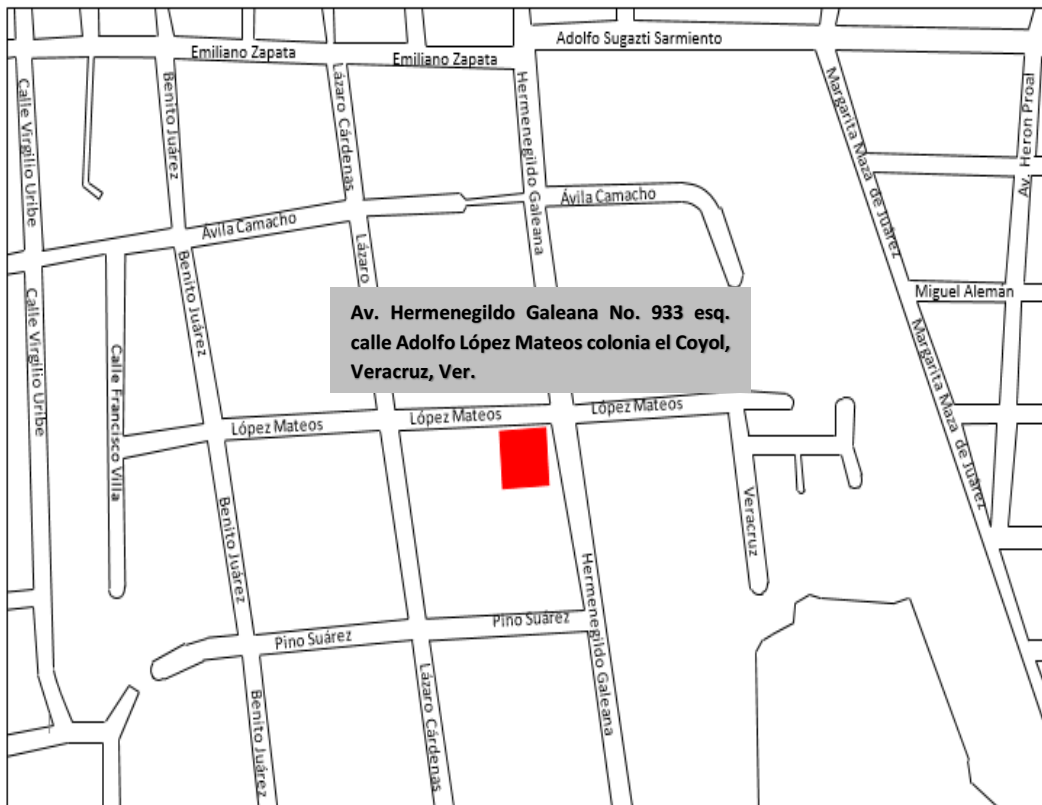 Adolfo Sugazti Sarmiento
Emiliano Zapata
Emiliano Zapata
Calle Virgilio Uribe
Benito Juárez
Lázaro Cárdenas
Hermenegildo Galeana
Margarita Maza de Juárez
Av. Heron Proal
Ávila Camacho
Ávila Camacho
Lázaro
Benito Juárez
Miguel Alemán
Av. Hermenegildo Galeana No. 933 esq.
calle Adolfo López Mateos colonia el Coyol,
Veracruz, Ver.
Calle Virgilio Uribe
Calle Francisco Villa
Margarita Maza de Juárez
López Mateos
López Mateos
López Mateos
Benito Juárez
Veracruz
Hermenegildo Galeana
Pino Suárez
Pino Suárez
Benito Juárez
Lázaro Cárdenas